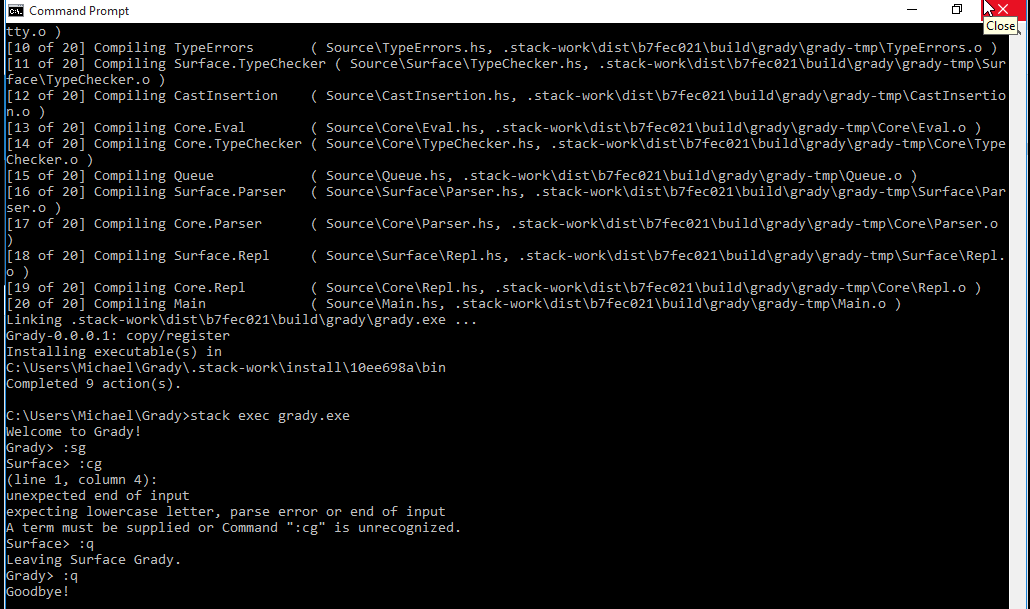 Command Prompt
Close
tty.o )
[10 of 20] Compiling TypeErrors       ( Source\TypeErrors.hs, .stack-work\dist\b7fec021\build\grady\grady-tmp\TypeErrors.o )
[11 of 20] Compiling Surface.TypeChecker ( Source\Surface\TypeChecker.hs, .stack-work\dist\b7fec021\build\grady\grady-tmp\Sur
face\TypeChecker.o )
[12 of 20] Compiling CastInsertion    ( Source\CastInsertion.hs, .stack-work\dist\b7fec021\build\grady\grady-tmp\CastInsertio
n.o )
[13 of 20] Compiling Core.Eval        ( Source\Core\Eval.hs, .stack-work\dist\b7fec021\build\grady\grady-tmp\Core\Eval.o )
[14 of 20] Compiling Core.TypeChecker ( Source\Core\TypeChecker.hs, .stack-work\dist\b7fec021\build\grady\grady-tmp\Core\Type
Checker.o )
[15 of 20] Compiling Queue            ( Source\Queue.hs, .stack-work\dist\b7fec021\build\grady\grady-tmp\Queue.o )
[16 of 20] Compiling Surface.Parser   ( Source\Surface\Parser.hs, .stack-work\dist\b7fec021\build\grady\grady-tmp\Surface\Par
ser.o )
[17 of 20] Compiling Core.Parser      ( Source\Core\Parser.hs, .stack-work\dist\b7fec021\build\grady\grady-tmp\Core\Parser.o
)
[18 of 20] Compiling Surface.Repl     ( Source\Surface\Repl.hs, .stack-work\dist\b7fec021\build\grady\grady-tmp\Surface\Repl.
o )
[19 of 20] Compiling Core.Repl        ( Source\Core\Repl.hs, .stack-work\dist\b7fec021\build\grady\grady-tmp\Core\Repl.o )
[20 of 20] Compiling Main             ( Source\Main.hs, .stack-work\dist\b7fec021\build\grady\grady-tmp\Main.o )
Linking .stack-work\dist\b7fec021\build\grady\grady.exe ...
Grady-0.0.0.1: copy/register
Installing executable(s) in
C:\Users\Michael\Grady\.stack-work\install\10ee698a\bin
Completed 9 action(s).
C:\Users\Michael\Grady>stack exec grady.exe
Welcome to Grady!
Grady> :sg
Surface> :cg
(line 1, column 4):
unexpected end of input
expecting lowercase letter, parse error or end of input
A term must be supplied or Command ":cg" is unrecognized.
Surface> :q
Leaving Surface Grady.
Grady> :q
Goodbye!